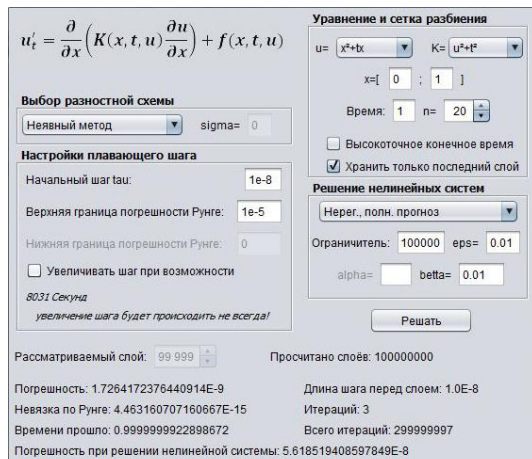 u't = ∂/∂x (K(x, t, u) ∂u/∂x) + f(x, t, u)
Уравнение и сетка разбиения
u= x²+tx K= u²+t²
x=[ 0 ; 1 ]
Время: 1 n= 20
Высокоточное конечное время
Хранить только последний слой
Выбор разностной схемы
Неявный метод sigma= 0
Настройки плавающего шага
Начальный шаг tau: 1e-8
Верхняя граница погрешности Рунге: 1e-5
Нижняя граница погрешности Рунге: 0
Увеличивать шаг при возможности
8031 Секунд
увеличение шага будет происходить не всегда!
Решение нелинейных систем
Нерег., полн. прогноз
Ограничитель: 100000 eps= 0.01
alpha= betta= 0.01
Решать
Рассматриваемый слой: 99 999 Просчитано слоёв: 100000000
Погрешность: 1.7264172376440914E-9 Длина шага перед слоем: 1.0E-8
Невязка по Рунге: 4.463160707160667E-15 Итераций: 3
Времени прошло: 0.9999999922898672 Всего итераций: 299999997
Погрешность при решении нелинейной системы: 5.618519408597849E-8